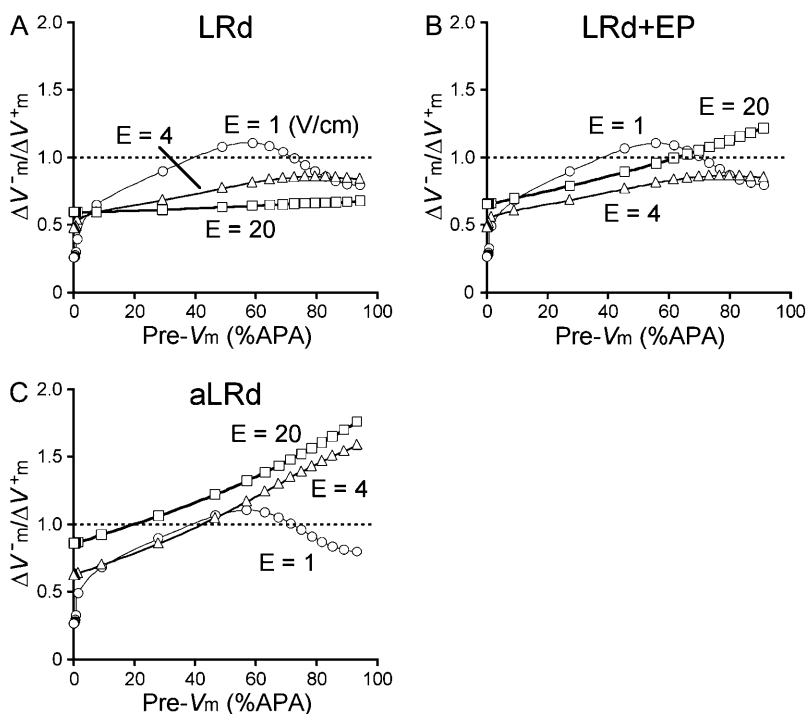 A
LRd
2.0
1.5
1.0
0.5
0
ΔV⁻m/ΔV⁺m
E = 4
E = 1 (V/cm)
E = 20
0 20 40 60 80 100
Pre-Vm (%APA)
B
LRd+EP
2.0
1.5
1.0
0.5
0
ΔV⁻m/ΔV⁺m
E = 1
E = 20
E = 4
0 20 40 60 80 100
Pre-Vm (%APA)
C
aLRd
2.0
1.5
1.0
0.5
0
ΔV⁻m/ΔV⁺m
E = 20
E = 4
E = 1
0 20 40 60 80 100
Pre-Vm (%APA)